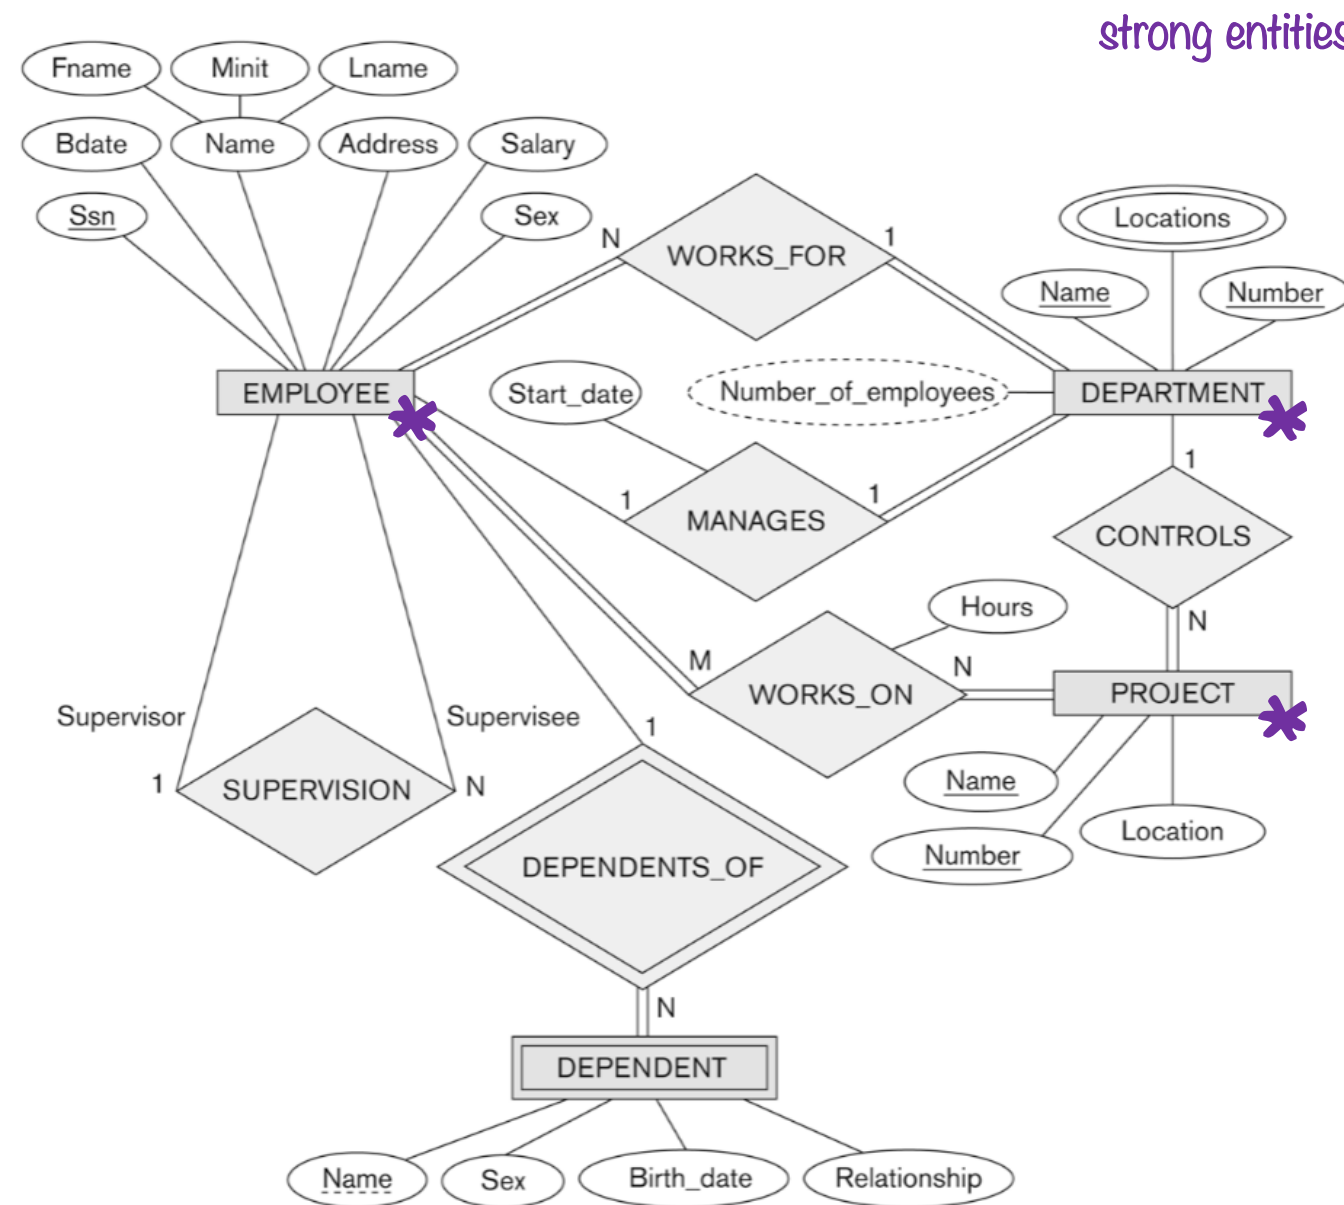 strong entities
Fname Minit Lname
Bdate Name Address Salary
Ssn Sex
N WORKS_FOR 1
Locations
Name Number
EMPLOYEE Start_date Number_of_employees DEPARTMENT
1 MANAGES 1
1
CONTROLS
N
Hours
M WORKS_ON N
PROJECT
Name
Number
Location
Supervisor Supervisee
1 SUPERVISION N
1
DEPENDENTS_OF
N
DEPENDENT
Name Sex Birth_date Relationship